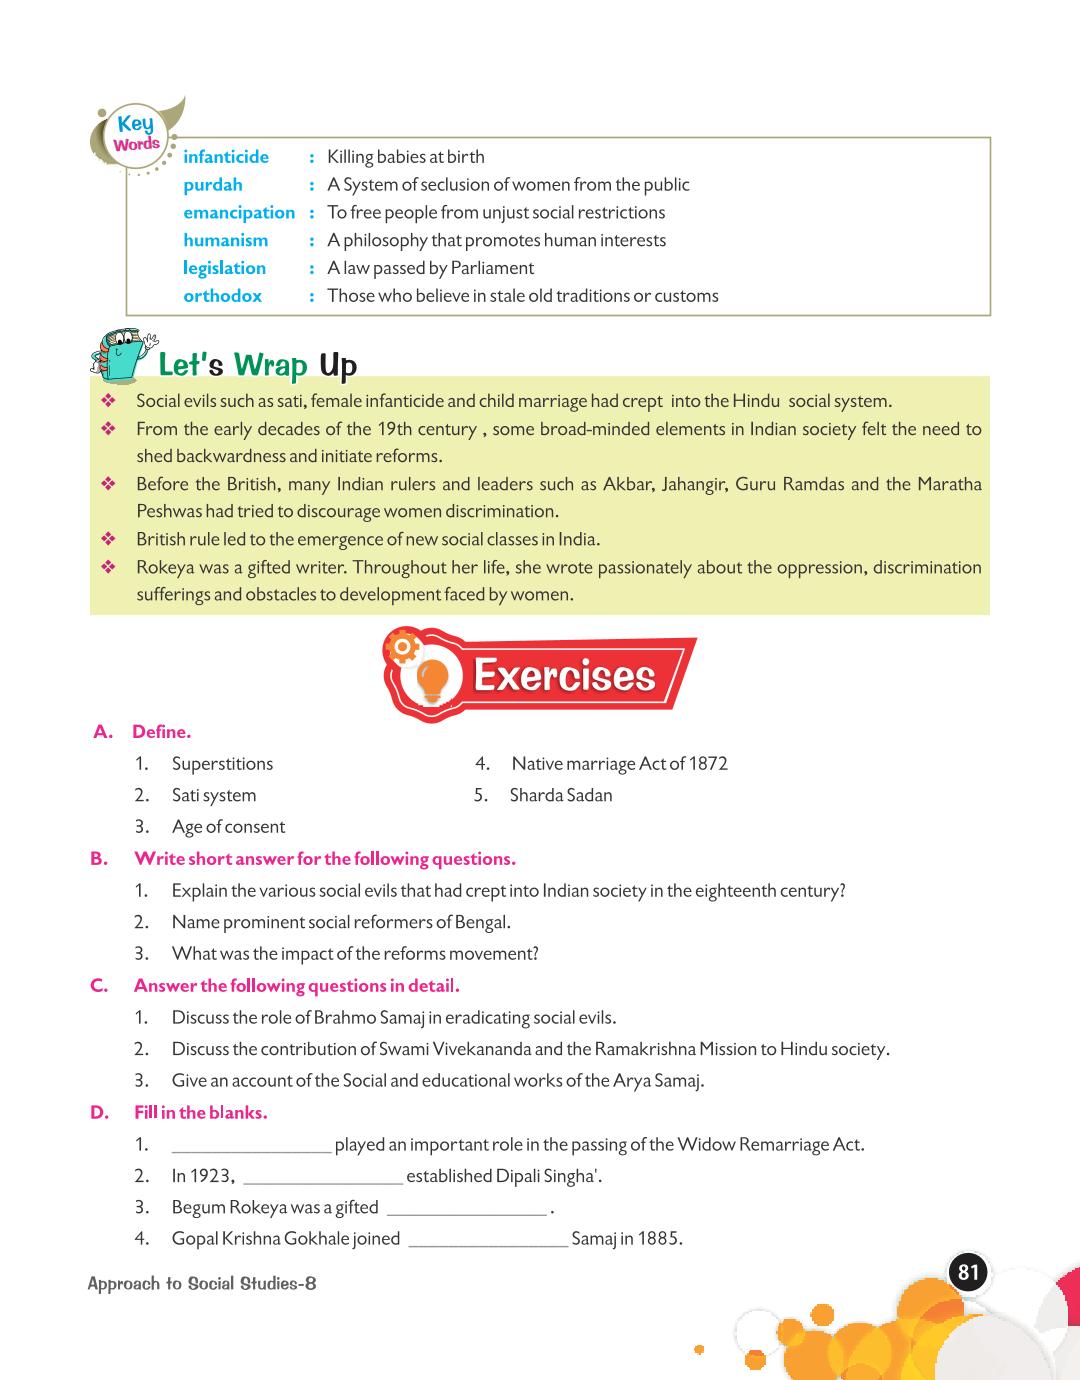 Key
Words
infanticide : Killing babies at birth
purdah : A System of seclusion of women from the public
emancipation : To free people from unjust social restrictions
humanism : A philosophy that promotes human interests
legislation : A law passed by Parliament
orthodox : Those who believe in stale old traditions or customs
Let's Wrap Up
❖ Social evils such as sati, female infanticide and child marriage had crept into the Hindu social system.
❖ From the early decades of the 19th century , some broad-minded elements in Indian society felt the need to
shed backwardness and initiate reforms.
❖ Before the British, many Indian rulers and leaders such as Akbar, Jahangir, Guru Ramdas and the Maratha
Peshwas had tried to discourage women discrimination.
❖ British rule led to the emergence of new social classes in India.
❖ Rokeya was a gifted writer. Throughout her life, she wrote passionately about the oppression, discrimination
sufferings and obstacles to development faced by women.
Exercises
A. Define.
1. Superstitions 4. Native marriage Act of 1872
2. Sati system 5. Sharda Sadan
3. Age of consent
B. Write short answer for the following questions.
1. Explain the various social evils that had crept into Indian society in the eighteenth century?
2. Name prominent social reformers of Bengal.
3. What was the impact of the reforms movement?
C. Answer the following questions in detail.
1. Discuss the role of Brahmo Samaj in eradicating social evils.
2. Discuss the contribution of Swami Vivekananda and the Ramakrishna Mission to Hindu society.
3. Give an account of the Social and educational works of the Arya Samaj.
D. Fill in the blanks.
1. ________________ played an important role in the passing of the Widow Remarriage Act.
2. In 1923, ________________ established Dipali Singha'.
3. Begum Rokeya was a gifted ________________ .
4. Gopal Krishna Gokhale joined ________________ Samaj in 1885.
Approach to Social Studies-8
81